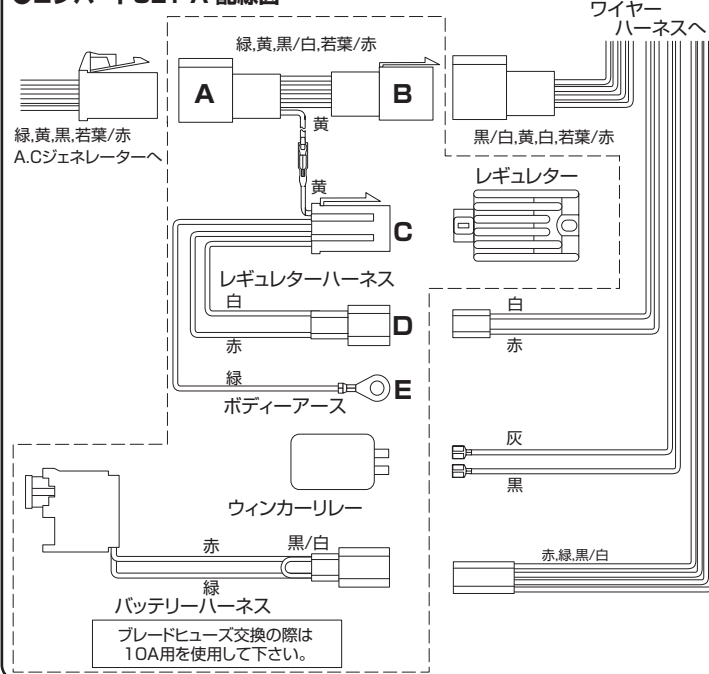 ワイヤー
ハーネスへ
緑,黄,黒/白,若葉/赤
A
B
緑,黄,黒,若葉/赤
A.Cジェネレーターへ
黄
黒/白,黄,白,若葉/赤
レギュレター
黄
C
レギュレターハーネス
白
D
赤
白
赤
緑
E
ボディーアース
灰
黒
ウィンカーリレー
赤
黒/白
緑
バッテリーハーネス
赤,緑,黒/白
ブレードヒューズ交換の際は
10A用を使用して下さい。